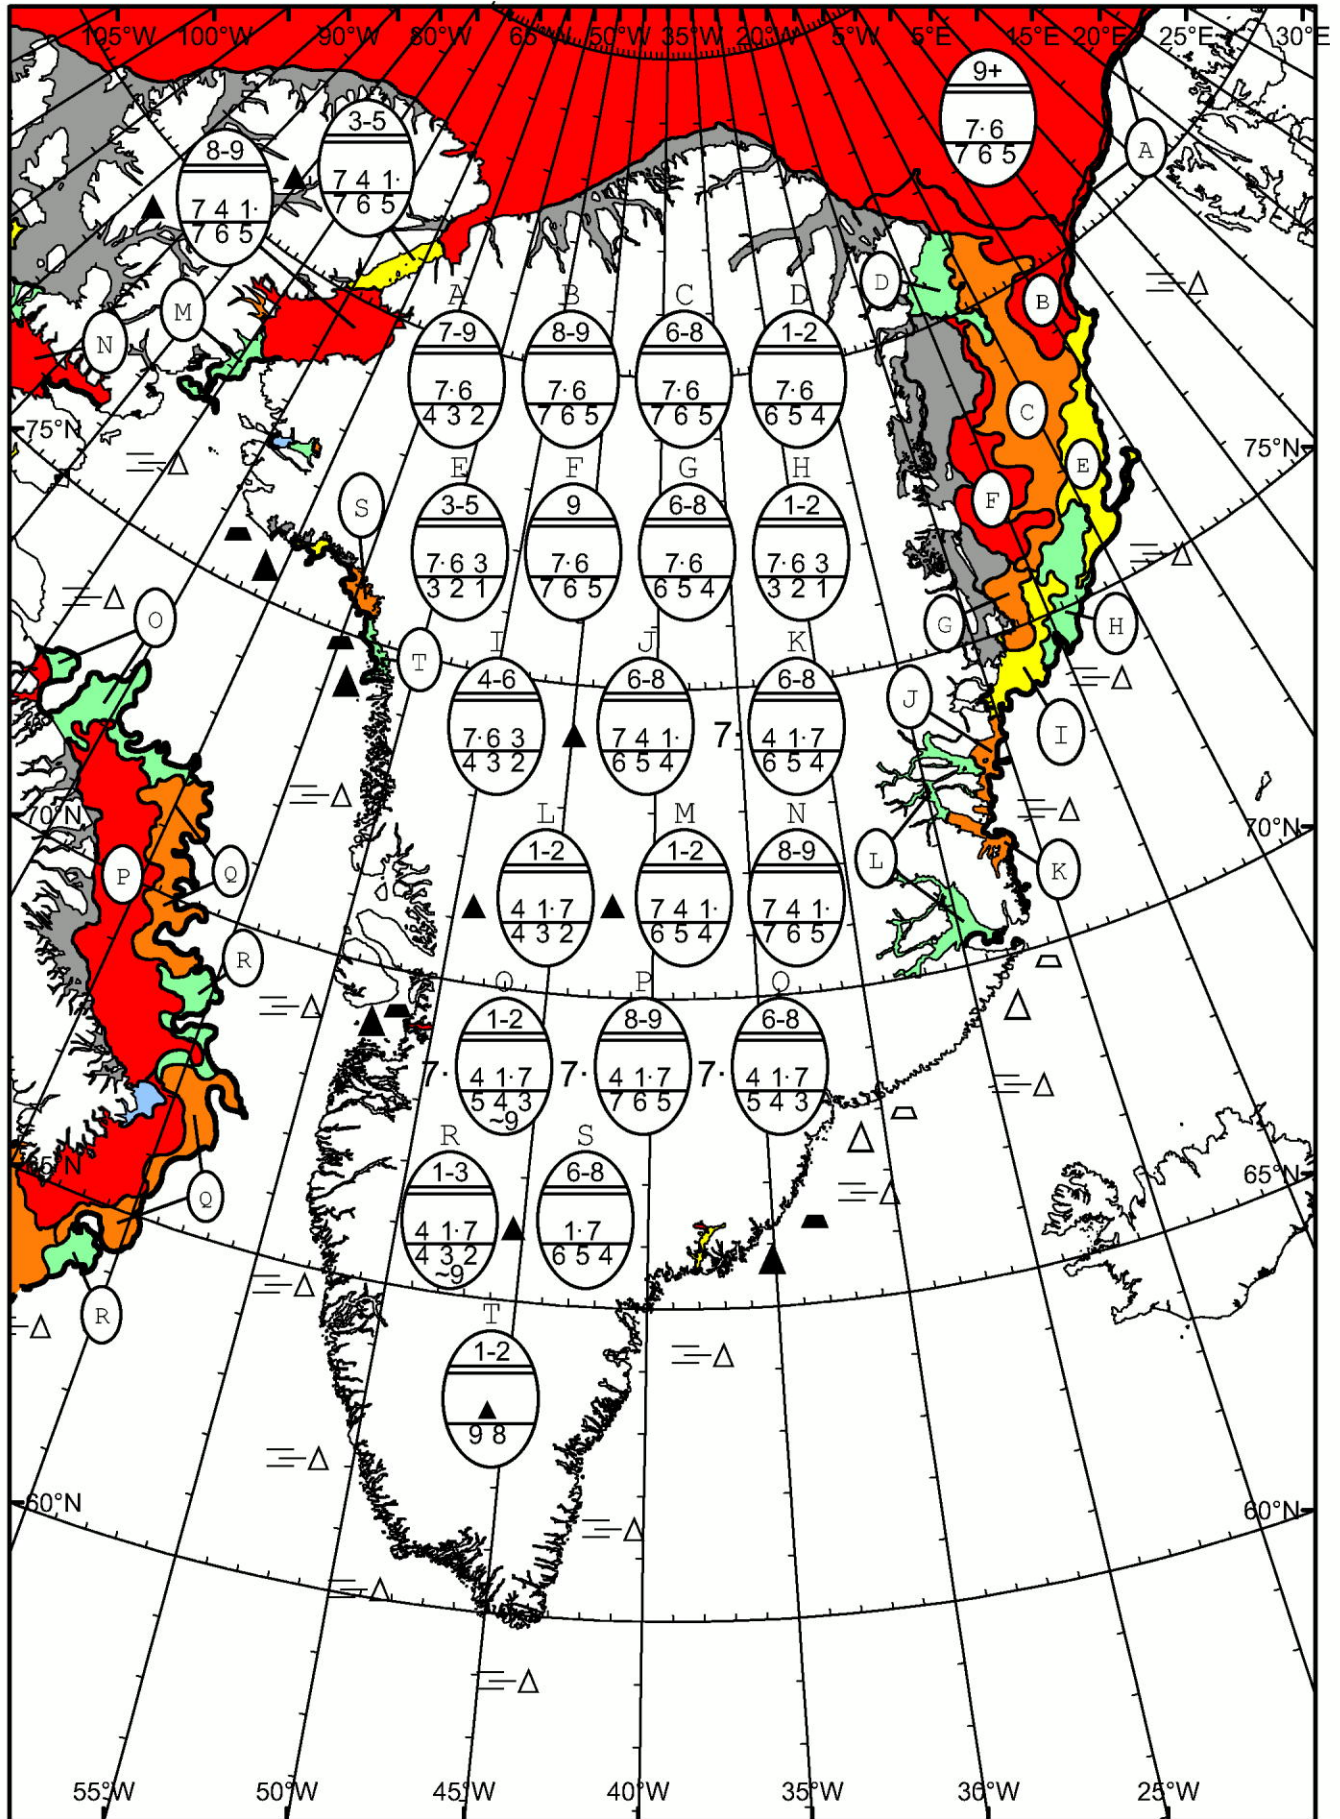 105°W 100°W 90°W 80°W 65°W 50°W 35°W 20°W 5°W 5°E 15°E 20°E 25°E 30°E
9+
7·6
7 6 5
3-5
7 4 1·
7 6 5
8-9
7 4 1·
7 6 5
A
D
B
M
N
A B C D
7-9 8-9 6-8 1-2
7·6 7·6 7·6 7·6
4 3 2 7 6 5 7 6 5 6 5 4
C
75°N 75°N
E
E F G H
3-5 9 6-8 1-2
7·6 3 7·6 7·6 7·6 3
3 2 1 7 6 5 6 5 4 3 2 1
S
F
O
G H
T
I J K
4-6 6-8 6-8
7·6 3 7 4 1· 7· 4 1·7
4 3 2 6 5 4 6 5 4
J
I
70°N 70°N
L M N
1-2 1-2 8-9
4 1·7 7 4 1· 7 4 1·
4 3 2 6 5 4 7 6 5
P Q L K
R
O P Q
1-2 8-9 6-8
7· 4 1·7 7· 4 1·7 7· 4 1·7
5 4 3 7 6 5 5 4 3
~9
65°N 65°N
R S
1-3 6-8
4 1·7 1·7
4 3 2 6 5 4
~9
Q
R
T
1-2
9 8
60°N 60°N
55°W 50°W 45°W 40°W 35°W 30°W 25°W